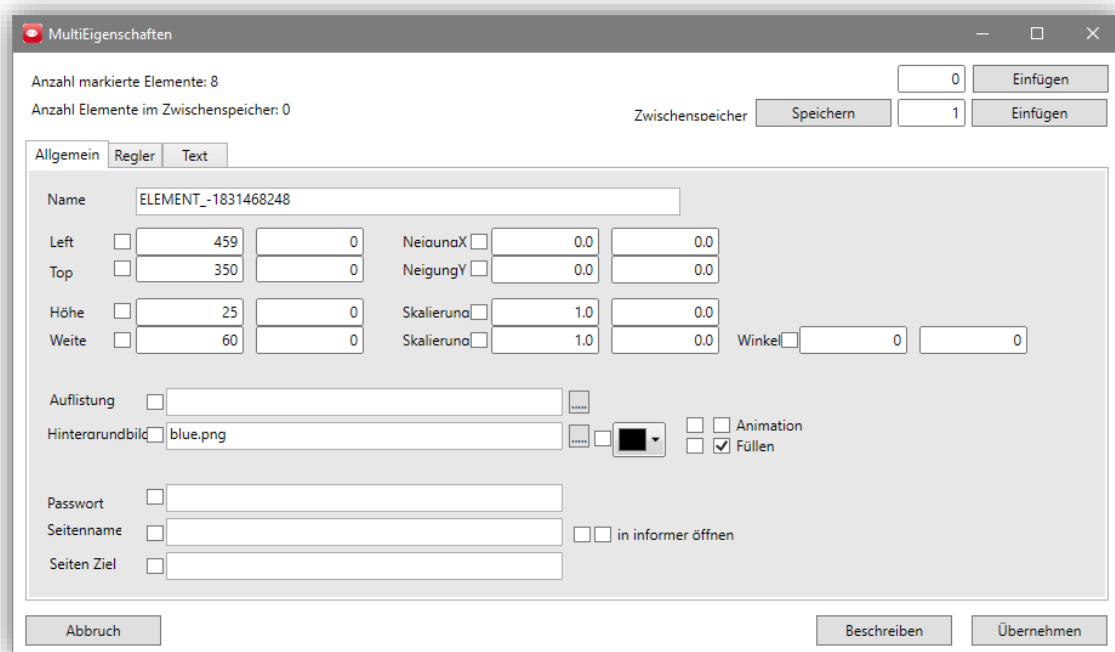 MultiEigenschaften
Anzahl markierte Elemente: 8
0 Einfügen
Anzahl Elemente im Zwischenspeicher: 0
Zwischenspeicher Speichern 1 Einfügen
Allgemein Regler Text
Name ELEMENT_-1831468248
Left 459 0 NeigungX 0.0 0.0
Top 350 0 NeigungY 0.0 0.0
Höhe 25 0 Skalierung 1.0 0.0
Weite 60 0 Skalierung 1.0 0.0 Winkel 0 0
Auflistung .....
Hintergrundbild blue.png ..... Animation
Füllen
Passwort
Seitenname in informer öffnen
Seiten Ziel
Abbruch Beschreiben Übernehmen